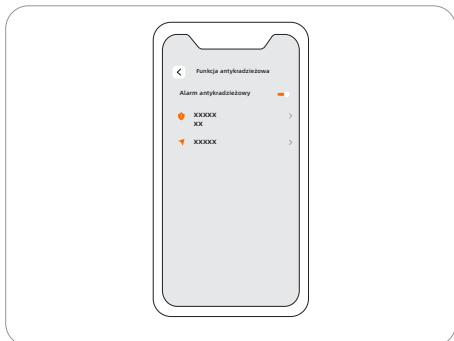 Funkcja antykradzieżowa
Alarm antykradzieżowy
XXXXX
XX
XXXXX